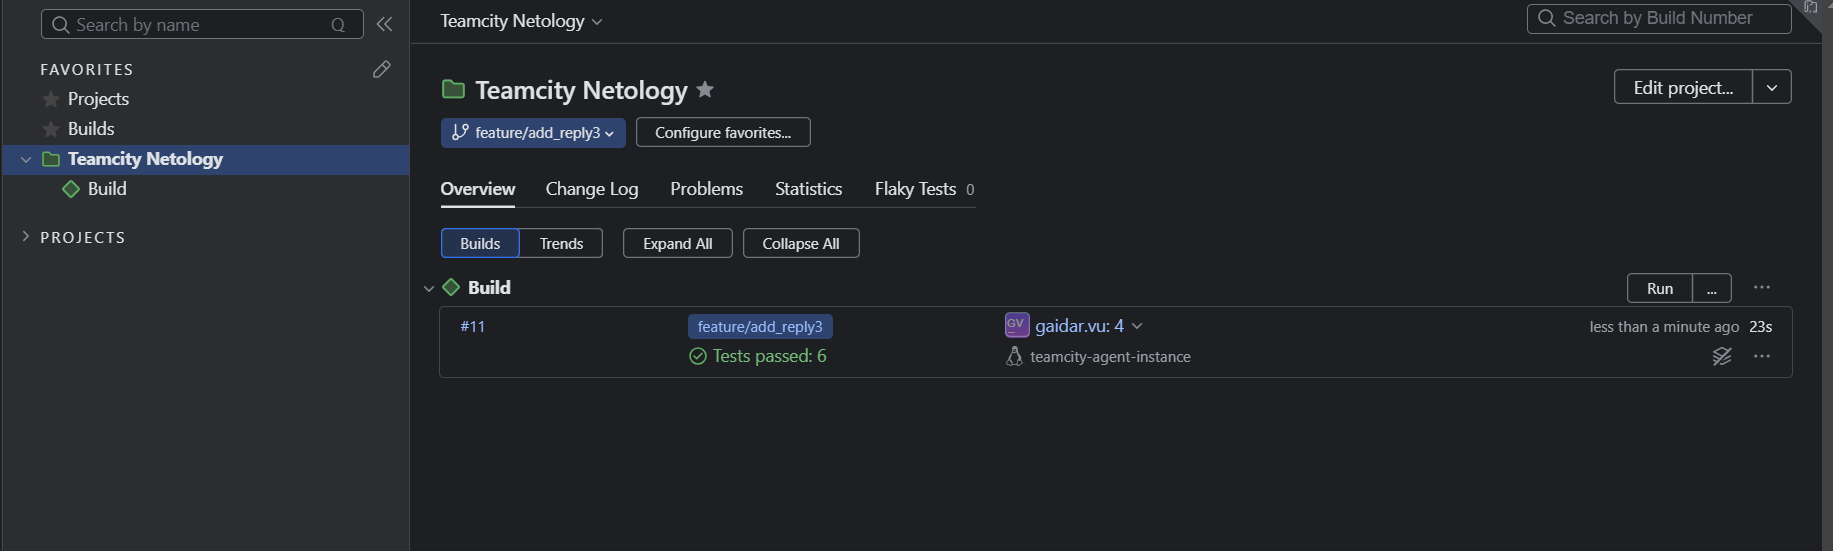 Search by name Q
FAVORITES
Projects
Builds
Teamcity Netology
Build
PROJECTS
Teamcity Netology
Search by Build Number
Teamcity Netology
Edit project...
feature/add_reply3
Configure favorites...
Overview Change Log Problems Statistics Flaky Tests 0
Builds Trends Expand All Collapse All
Build
Run ...
#11 feature/add_reply3 GV gaidar.vu: 4 less than a minute ago 23s
Tests passed: 6 teamcity-agent-instance